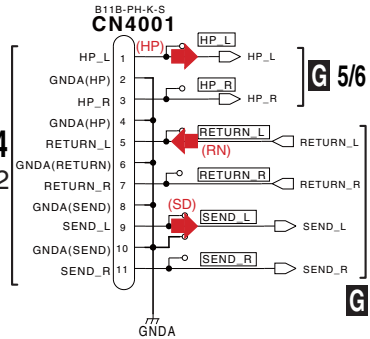 B11B-PH-K-S
CN4001
HP_L 1 (HP) HP_L HP_L
GNDA(HP) 2
G 5/6
HP_R 3 HP_R HP_R
GNDA(HP) 4
4
RETURN_L 5 RETURN_L RETURN_L
(RN)
GNDA(RETURN) 6
2
RETURN_R 7 RETURN_R RETURN_R
GNDA(SEND) 8 (SD)
SEND_L 9 SEND_L SEND_L
GNDA(SEND) 10
SEND_R 11 SEND_R SEND_R
G
GNDA